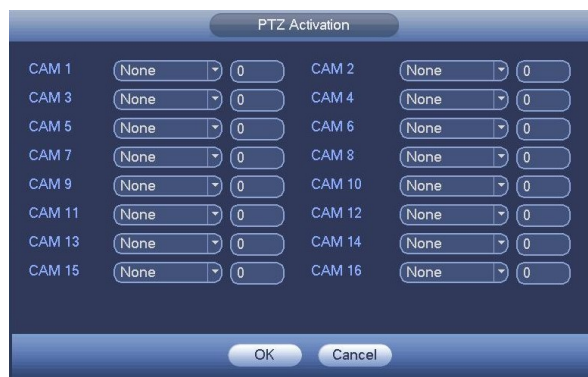 PTZ Activation
CAM 1 None 0 CAM 2 None 0
CAM 3 None 0 CAM 4 None 0
CAM 5 None 0 CAM 6 None 0
CAM 7 None 0 CAM 8 None 0
CAM 9 None 0 CAM 10 None 0
CAM 11 None 0 CAM 12 None 0
CAM 13 None 0 CAM 14 None 0
CAM 15 None 0 CAM 16 None 0
OK Cancel